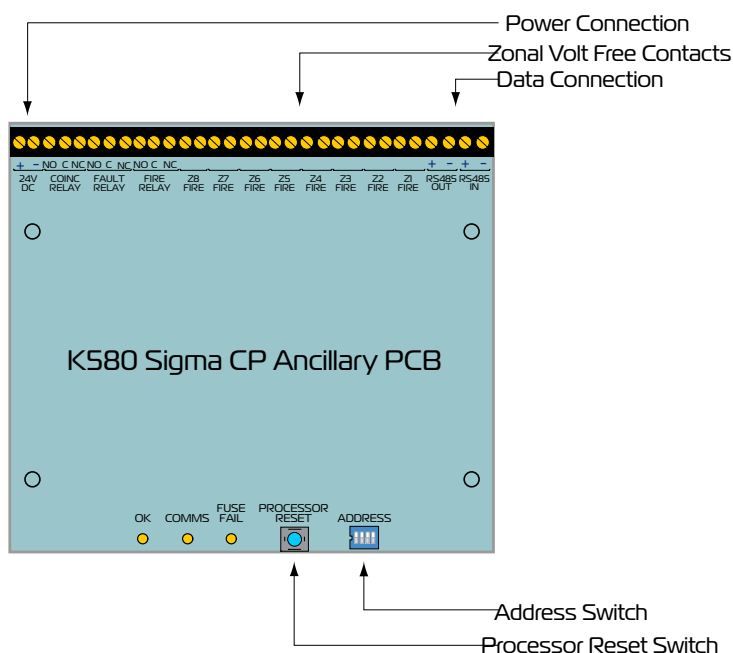 Power Connection
Zonal Volt Free Contacts
Data Connection
+ - NO C NC NO C NC NO C NC + - + -
24V DC COINC RELAY FAULT RELAY FIRE RELAY Z8 FIRE Z7 FIRE Z6 FIRE Z5 FIRE Z4 FIRE Z3 FIRE Z2 FIRE Z1 FIRE RS485 OUT RS485 IN
K580 Sigma CP Ancillary PCB
OK COMMS FUSE FAIL PROCESSOR RESET ADDRESS
Address Switch
Processor Reset Switch